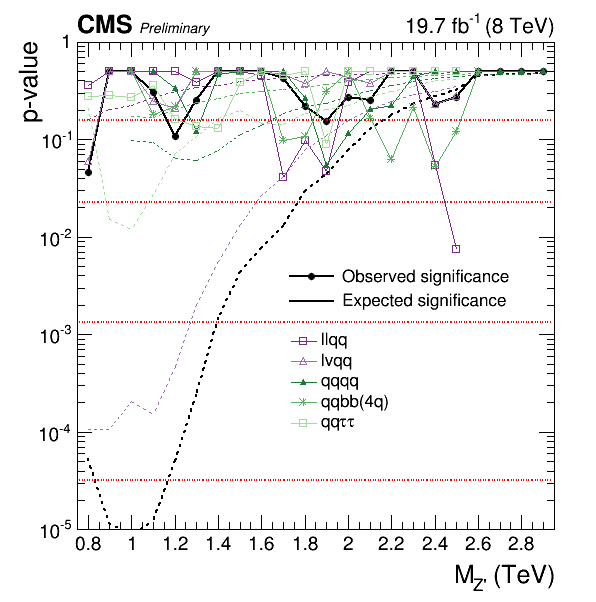 CMS Preliminary 19.7 fb⁻¹ (8 TeV)
p-value
1
10⁻¹
10⁻²
10⁻³
10⁻⁴
10⁻⁵
Observed significance
Expected significance
llqq
lνqq
qqqq
qqbb(4q)
qqττ
0.8 1 1.2 1.4 1.6 1.8 2 2.2 2.4 2.6 2.8
M_Z' (TeV)